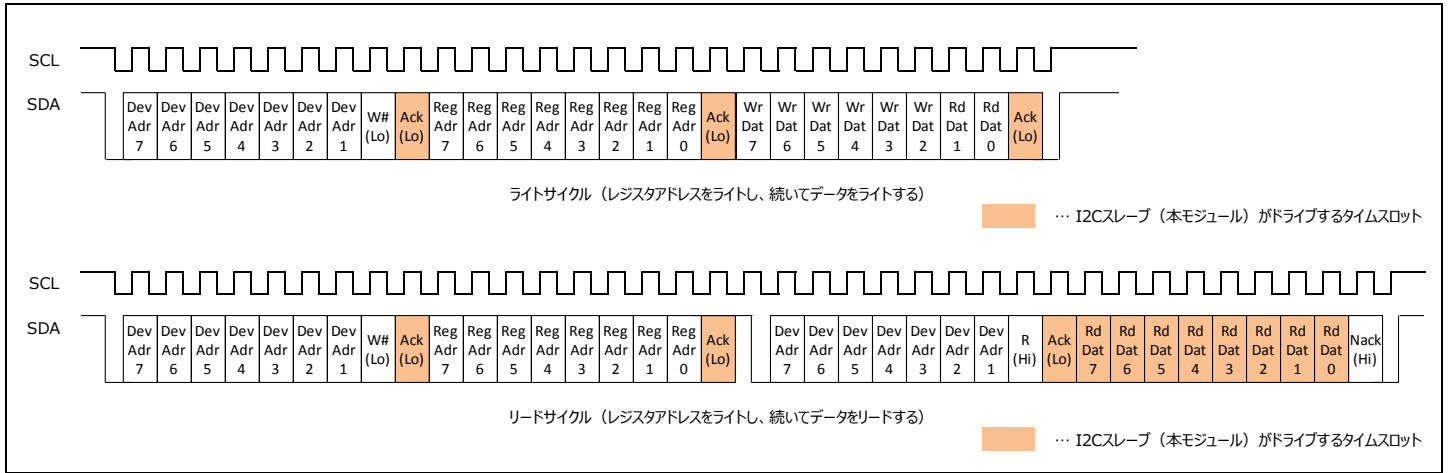 SCL
SDA
Dev Dev Dev Dev Dev Dev Dev W# Ack Reg Reg Reg Reg Reg Reg Reg Reg Ack Wr Wr Wr Wr Wr Wr Rd Rd Ack
Adr Adr Adr Adr Adr Adr Adr (Lo) (Lo) Adr Adr Adr Adr Adr Adr Adr Adr (Lo) Dat Dat Dat Dat Dat Dat Dat Dat (Lo)
7 6 5 4 3 2 1 7 6 5 4 3 2 1 0 7 6 5 4 3 2 1 0
ライトサイクル（レジスタアドレスをライトし、続いてデータをライトする）
… I2Cスレーブ（本モジュール）がドライブするタイムスロット
SCL
SDA
Dev Dev Dev Dev Dev Dev Dev W# Ack Reg Reg Reg Reg Reg Reg Reg Reg Ack Dev Dev Dev Dev Dev Dev Dev R Ack Rd Rd Rd Rd Rd Rd Rd Rd Nack
Adr Adr Adr Adr Adr Adr Adr (Lo) (Lo) Adr Adr Adr Adr Adr Adr Adr Adr (Lo) Adr Adr Adr Adr Adr Adr Adr (Hi) (Lo) Dat Dat Dat Dat Dat Dat Dat Dat (Hi)
7 6 5 4 3 2 1 7 6 5 4 3 2 1 0 7 6 5 4 3 2 1 7 6 5 4 3 2 1 0
リードサイクル（レジスタアドレスをライトし、続いてデータをリードする）
… I2Cスレーブ（本モジュール）がドライブするタイムスロット